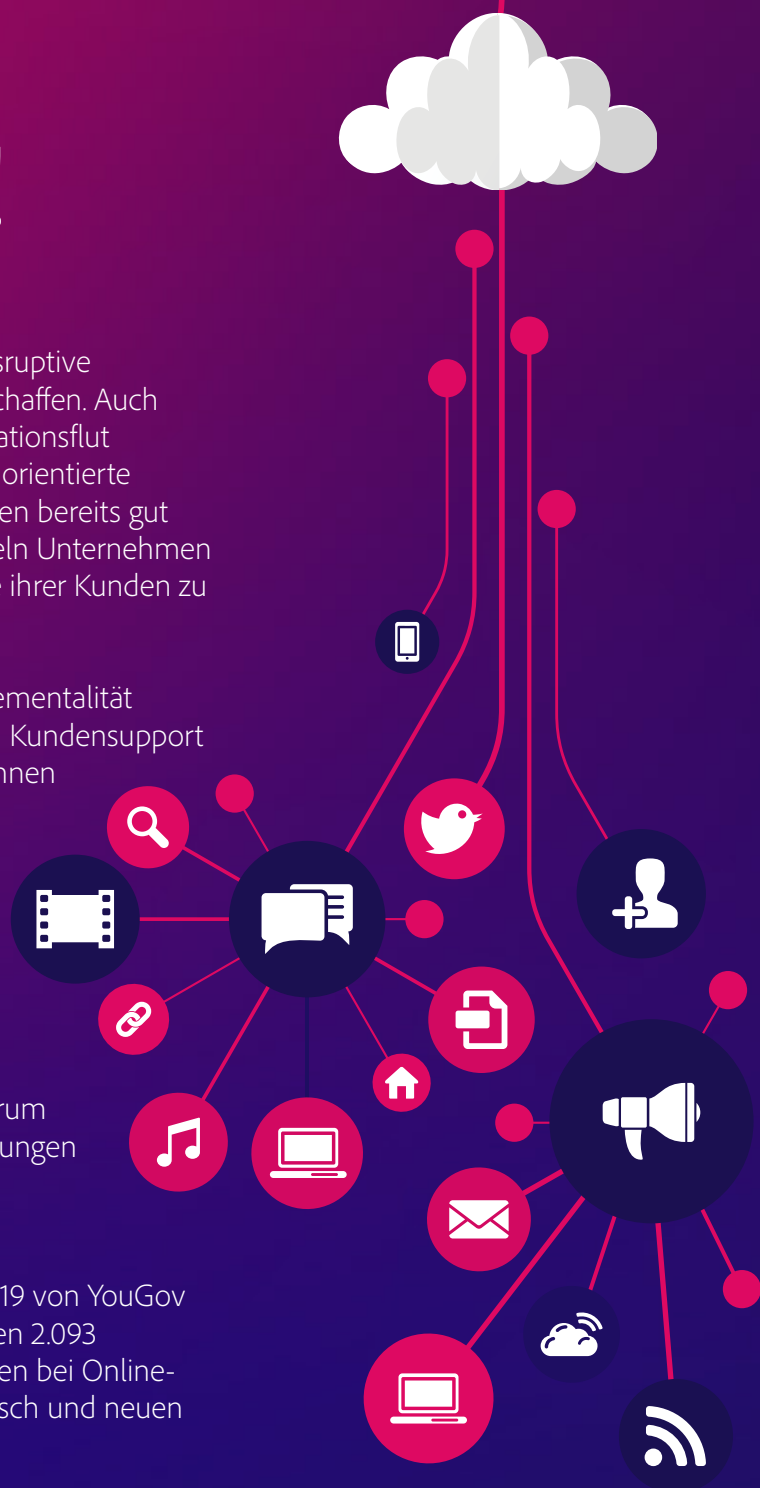 sruptive
chaffen. Auch
ationsflut
orientierte
en bereits gut
eln Unternehmen
ihrer Kunden zu
ementalität
Kundensupport
nnen
rum
ungen
19 von YouGov
en 2.093
en bei Online-
sch und neuen